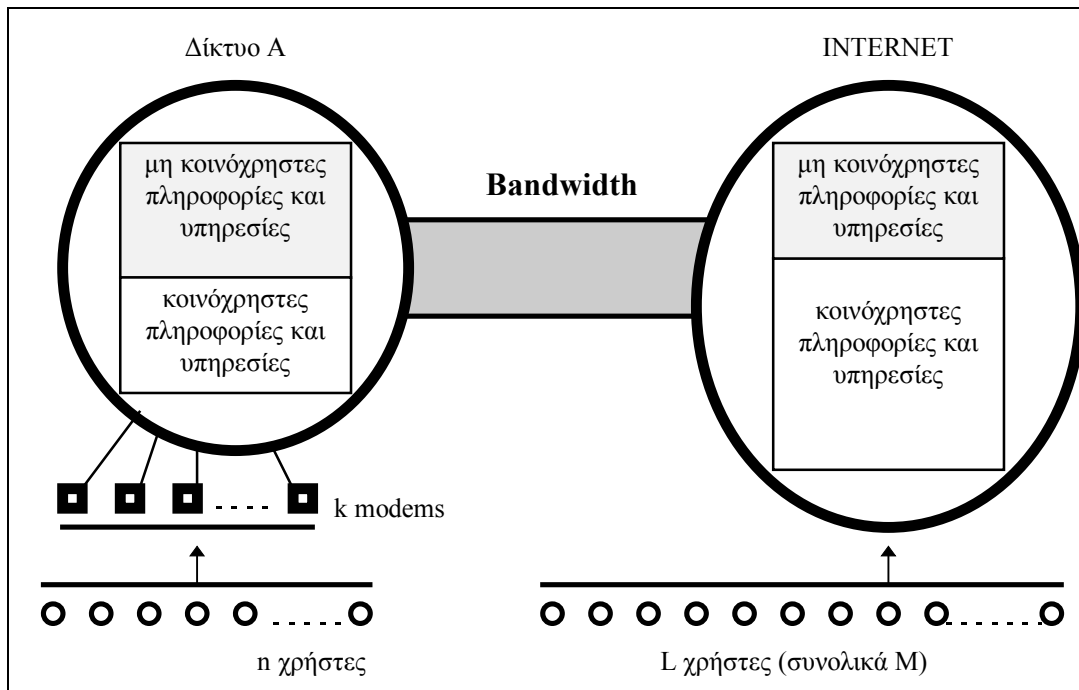 Δίκτυο Α
INTERNET
μη κοινόχρηστες
πληροφορίες και
υπηρεσίες
κοινόχρηστες
πληροφορίες και
υπηρεσίες
Bandwidth
μη κοινόχρηστες
πληροφορίες και
υπηρεσίες
κοινόχρηστες
πληροφορίες και
υπηρεσίες
k modems
n χρήστες
L χρήστες (συνολικά Μ)